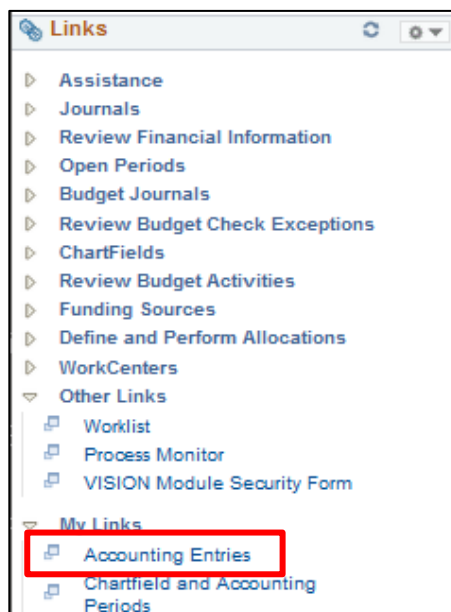 Links
Assistance
Journals
Review Financial Information
Open Periods
Budget Journals
Review Budget Check Exceptions
ChartFields
Review Budget Activities
Funding Sources
Define and Perform Allocations
WorkCenters
Other Links
Worklist
Process Monitor
VISION Module Security Form
My Links
Accounting Entries
Chartfield and Accounting
Periods